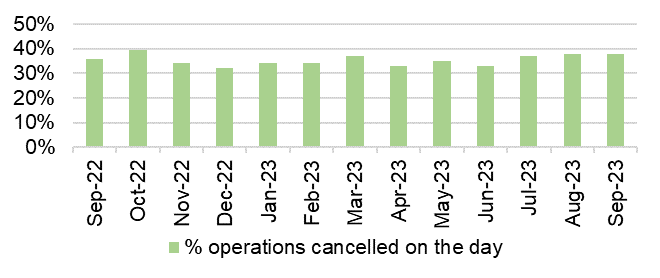 50%
40%
30%
20%
10%
0%
Sep-22
Oct-22
Nov-22
Dec-22
Jan-23
Feb-23
Mar-23
Apr-23
May-23
Jun-23
Jul-23
Aug-23
Sep-23
% operations cancelled on the day